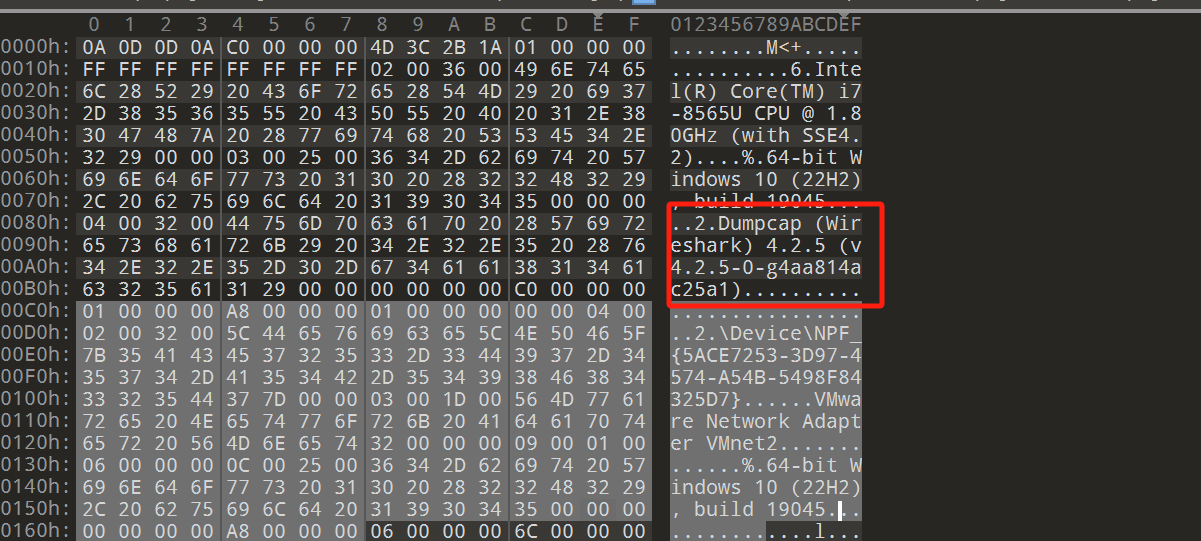 0 1 2 3 4 5 6 7 8 9 A B C D E F 0123456789ABCDEF
0000h: 0A 0D 0D 0A C0 00 00 00 4D 3C 2B 1A 01 00 00 00 ........M<+.....
0010h: FF FF FF FF FF FF FF FF 02 00 36 00 49 6E 74 65 ..........6.Inte
0020h: 6C 28 52 29 20 43 6F 72 65 28 54 4D 29 20 69 37 l(R) Core(TM) i7
0030h: 2D 38 35 36 35 55 20 43 50 55 20 40 20 31 2E 38 -8565U CPU @ 1.8
0040h: 30 47 48 7A 20 28 77 69 74 68 20 53 53 45 34 2E 0GHz (with SSE4.
0050h: 32 29 00 00 03 00 25 00 36 34 2D 62 69 74 20 57 2)....%.64-bit W
0060h: 69 6E 64 6F 77 73 20 31 30 20 28 32 32 48 32 29 indows 10 (22H2)
0070h: 2C 20 62 75 69 6C 64 20 31 39 30 34 35 00 00 00 , build 19045...
0080h: 04 00 32 00 44 75 6D 70 63 61 70 20 28 57 69 72 ..2.Dumpcap (Wir
0090h: 65 73 68 61 72 6B 29 20 34 2E 32 2E 35 20 28 76 eshark) 4.2.5 (v
00A0h: 34 2E 32 2E 35 2D 30 2D 67 34 61 61 38 31 34 61 4.2.5-0-g4aa814a
00B0h: 63 32 35 61 31 29 00 00 00 00 00 00 C0 00 00 00 c25a1)..........
00C0h: 01 00 00 00 A8 00 00 00 01 00 00 00 00 00 04 00 ................
00D0h: 02 00 32 00 5C 44 65 76 69 63 65 5C 4E 50 46 5F ..2.\Device\NPF_
00E0h: 7B 35 41 43 45 37 32 35 33 2D 33 44 39 37 2D 34 {5ACE7253-3D97-4
00F0h: 35 37 34 2D 41 35 34 42 2D 35 34 39 38 46 38 34 574-A54B-5498F84
0100h: 33 32 35 44 37 7D 00 00 03 00 1D 00 56 4D 77 61 325D7}......VMwa
0110h: 72 65 20 4E 65 74 77 6F 72 6B 20 41 64 61 70 74 re Network Adapt
0120h: 65 72 20 56 4D 6E 65 74 32 00 00 00 09 00 01 00 er VMnet2.......
0130h: 06 00 00 00 0C 00 25 00 36 34 2D 62 69 74 20 57 ......%.64-bit W
0140h: 69 6E 64 6F 77 73 20 31 30 20 28 32 32 48 32 29 indows 10 (22H2)
0150h: 2C 20 62 75 69 6C 64 20 31 39 30 34 35 00 00 00 , build 19045...
0160h: 00 00 00 00 A8 00 00 00 06 00 00 00 6C 00 00 00 ............l...